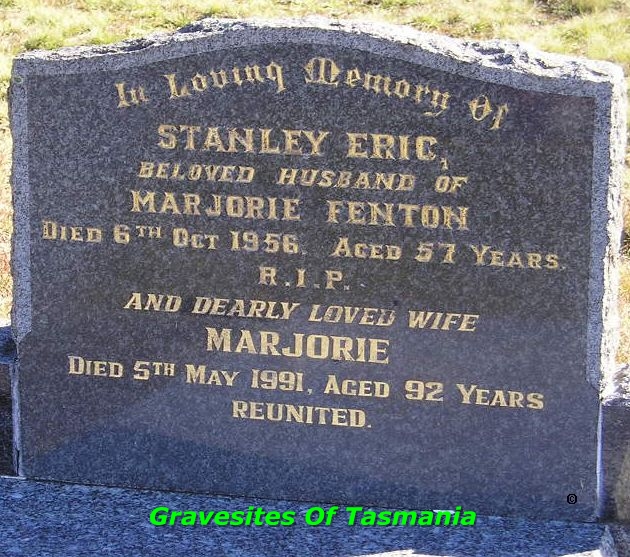 In Loving Memory Of
STANLEY ERIC,
BELOVED HUSBAND OF
MARJORIE FENTON
DIED 6TH OCT 1956. AGED 57 YEARS.
R.I.P.
AND DEARLY LOVED WIFE
MARJORIE
DIED 5TH MAY 1991, AGED 92 YEARS
REUNITED.
©
Gravesites Of Tasmania